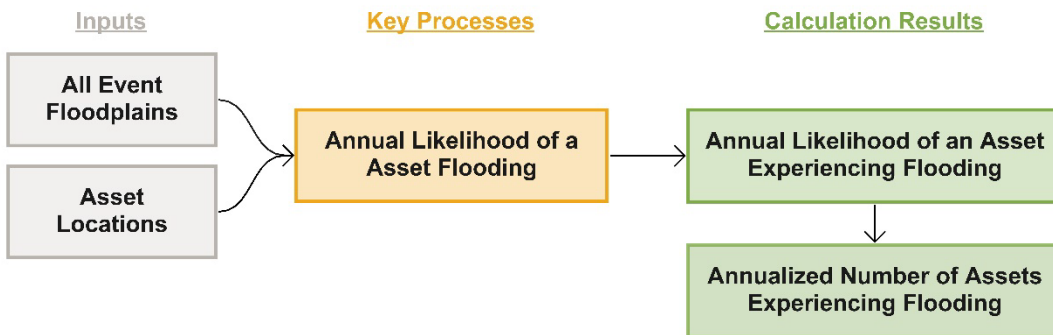 Inputs
Key Processes
Calculation Results
All Event
Floodplains
Asset
Locations
Annual Likelihood of a
Asset Flooding
Annual Likelihood of an Asset
Experiencing Flooding
Annualized Number of Assets
Experiencing Flooding